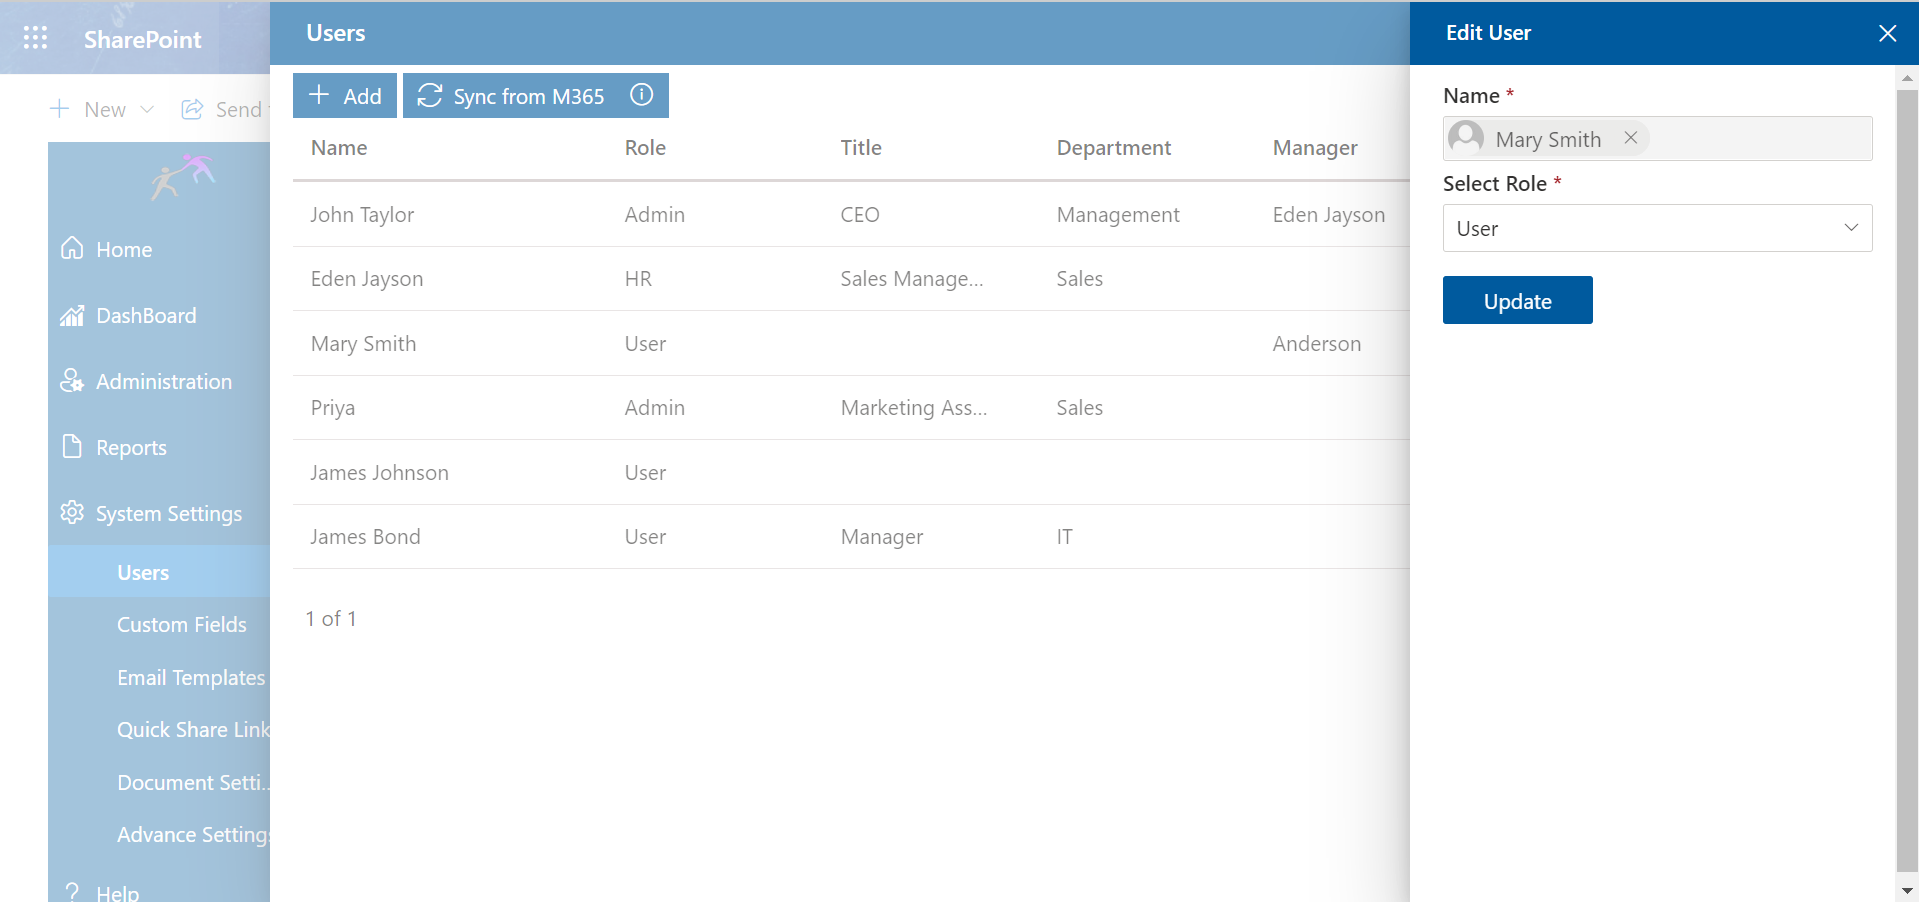 SharePoint
New
Send
Home
DashBoard
Administration
Reports
System Settings
Users
Custom Fields
Email Templates
Quick Share Link
Document Setti..
Advance Settings
? Help
Users
Add
Sync from M365
Name Role Title Department Manager
John Taylor Admin CEO Management Eden Jayson
Eden Jayson HR Sales Manage... Sales
Mary Smith User Anderson
Priya Admin Marketing Ass... Sales
James Johnson User
James Bond User Manager IT
1 of 1
Edit User
Name *
Mary Smith
Select Role *
User
Update